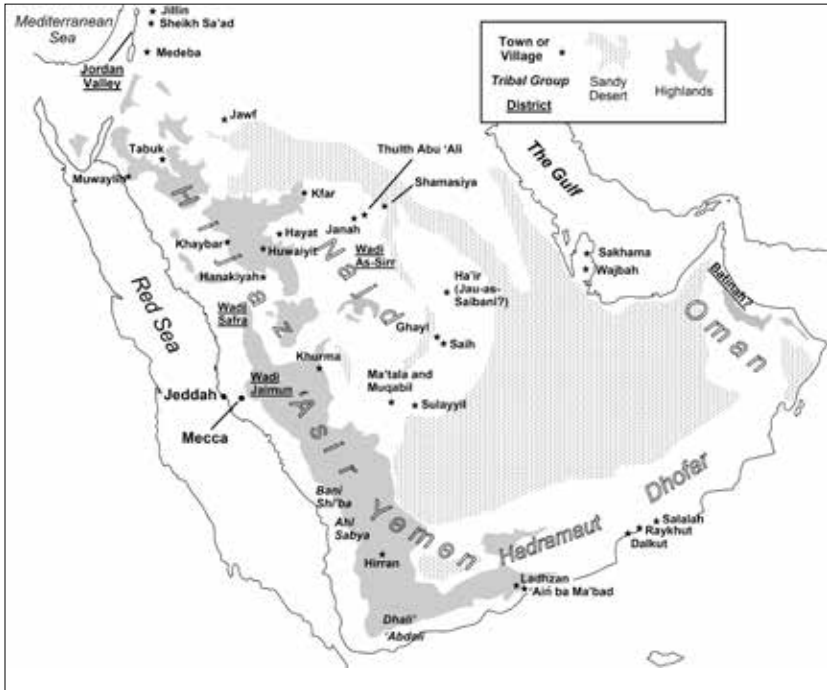 Mediterranean
Sea
Jillin
Sheikh Sa'ad
Medeba
Jordan
Valley
Town or
Village
Tribal Group
District
Sandy
Desert
Highlands
Jawf
Tabuk
Muwaylih
Thulth Abu 'Ali
Shamasiya
The Gulf
Kfar
Janah
Hayat
Khaybar
Huwaiyit
Wadi
As-Sirr
Hanakiyah
Hijaz
Nejd
Sakhama
Wajbah
Ha'ir
(Jau-as-
Saibani?)
Batinah?
Oman
Red Sea
Wadi
Safra
Ghayl
Saih
Khurma
Wadi
Jaimun
Ma'tala and
Muqabil
Sulayyil
Jeddah
Mecca
'Asir
Bani
Shi'ba
Ahl
Sabya
Yemen
Hadramaut
Dhofar
Salalah
Raykhut
Dalkut
Hirran
Ladhzan
'Ain ba Ma'bad
Dhali'
'Abdali